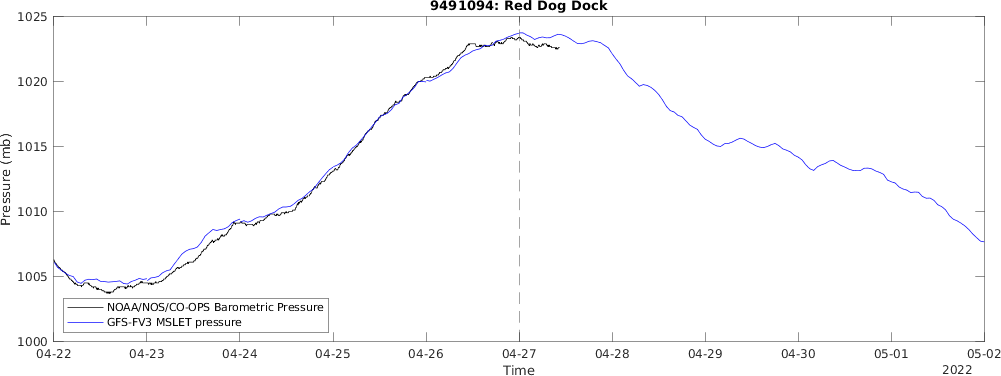 9491094: Red Dog Dock
Pressure (mb)
1025
1020
1015
1010
1005
1000
NOAA/NOS/CO-OPS Barometric Pressure
GFS-FV3 MSLET pressure
04-22 04-23 04-24 04-25 04-26 04-27 04-28 04-29 04-30 05-01 05-02
Time
2022